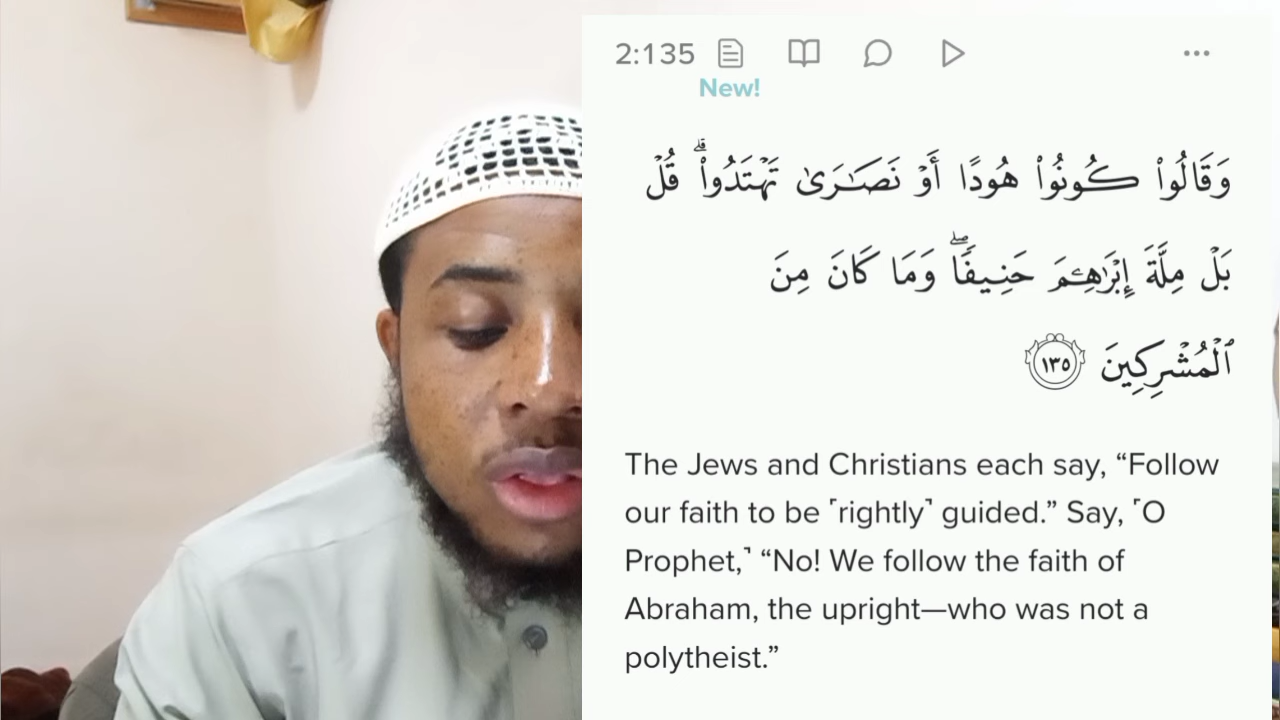 2:135
New!
وَقَالُوا۟ كُونُوا۟ هُودًا أَوْ نَصَـٰرَىٰ تَهْتَدُوا۟ ۗ قُلْ
بَلْ مِلَّةَ إِبْرَٰهِـۧمَ حَنِيفًا ۖ وَمَا كَانَ مِنَ
ٱلْمُشْرِكِينَ ١٣٥
The Jews and Christians each say, “Follow
our faith to be ˹rightly˺ guided.” Say, ˹O
Prophet,˺ “No! We follow the faith of
Abraham, the upright—who was not a
polytheist.”